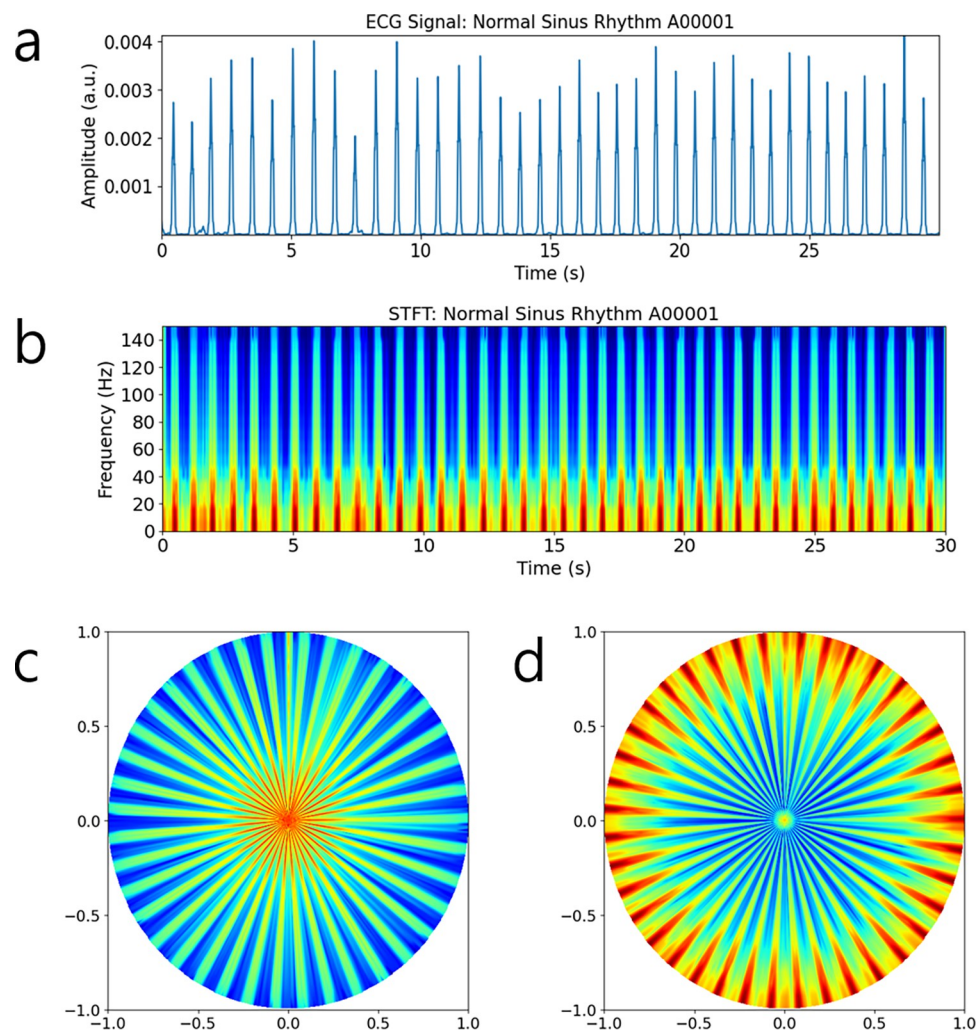 a
ECG Signal: Normal Sinus Rhythm A00001
Amplitude (a.u.)
0.004
0.003
0.002
0.001
0 5 10 15 20 25
Time (s)
b
STFT: Normal Sinus Rhythm A00001
Frequency (Hz)
140
120
100
80
60
40
20
0
0 5 10 15 20 25 30
Time (s)
c
1.0
0.5
0.0
−0.5
−1.0
−1.0 −0.5 0.0 0.5 1.0
d
1.0
0.5
0.0
−0.5
−1.0
−1.0 −0.5 0.0 0.5 1.0